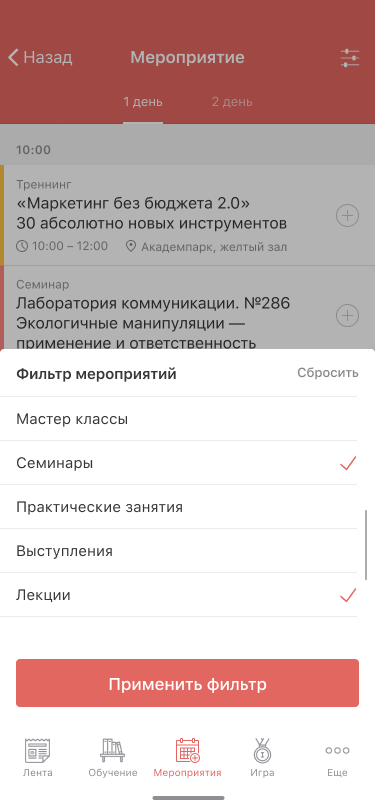 Назад
Мероприятие
1 день
2 день
10:00
Треннинг
«Маркетинг без бюджета 2.0»
30 абсолютно новых инструментов
10:00 – 12:00
Академпарк, желтый зал
Семинар
Лаборатория коммуникации. №286
Экологичные манипуляции —
применение и ответственность
Фильтр мероприятий
Сбросить
Мастер классы
Семинары
Практические занятия
Выступления
Лекции
Применить фильтр
Лента
Обучение
Мероприятия
Игра
Еще